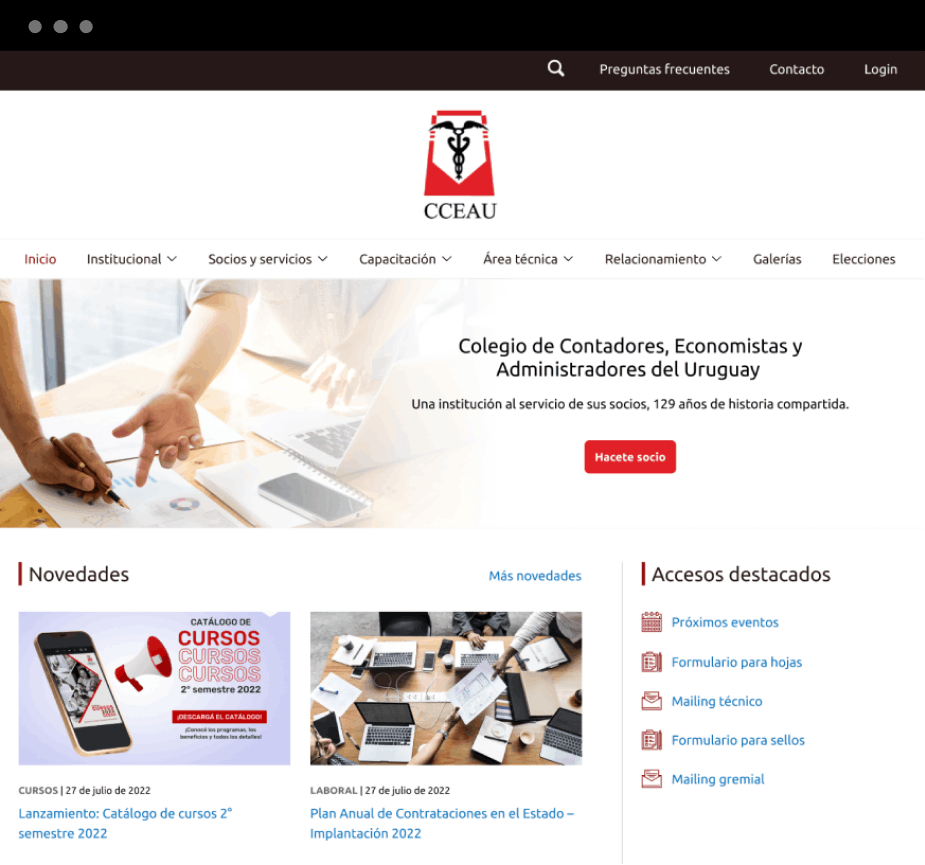 Preguntas frecuentes Contacto Login
CCEAU
Inicio Institucional Socios y servicios Capacitación Área técnica Relacionamiento Galerías Elecciones
Colegio de Contadores, Economistas y
Administradores del Uruguay
Una institución al servicio de sus socios, 129 años de historia compartida.
Hacete socio
Novedades
Más novedades
CATÁLOGO DE
CURSOS
CURSOS
CURSOS
2° semestre 2022
¡DESCARGÁ EL CATÁLOGO!
¡Conocé los programas, los
beneficios y todos los detalles!
CURSOS | 27 de julio de 2022
Lanzamiento: Catálogo de cursos 2°
semestre 2022
LABORAL | 27 de julio de 2022
Plan Anual de Contrataciones en el Estado –
Implantación 2022
Accesos destacados
Próximos eventos
Formulario para hojas
Mailing técnico
Formulario para sellos
Mailing gremial